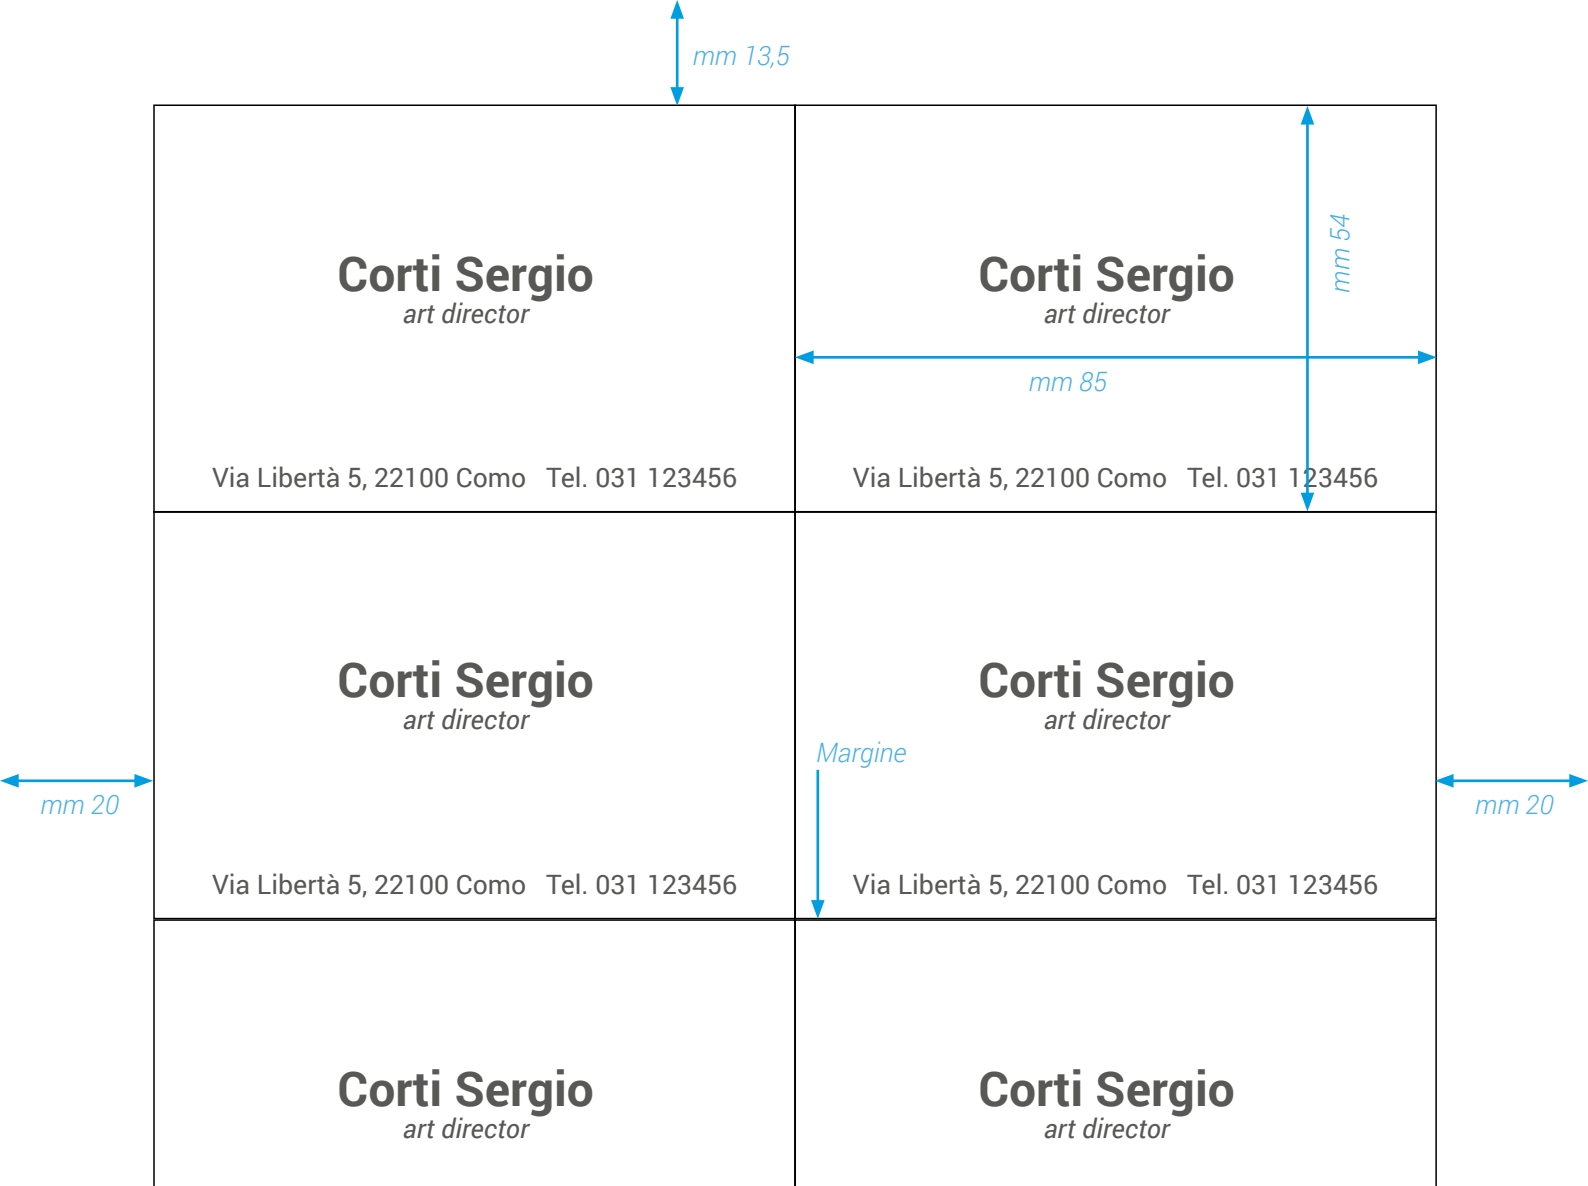 mm 13,5
Corti Sergio
art director
Via Libertà 5, 22100 Como Tel. 031 123456
Corti Sergio
art director
mm 54
mm 85
Via Libertà 5, 22100 Como Tel. 031 123456
Corti Sergio
art director
Via Libertà 5, 22100 Como Tel. 031 123456
Corti Sergio
art director
Margine
Via Libertà 5, 22100 Como Tel. 031 123456
mm 20
mm 20
Corti Sergio
art director
Corti Sergio
art director